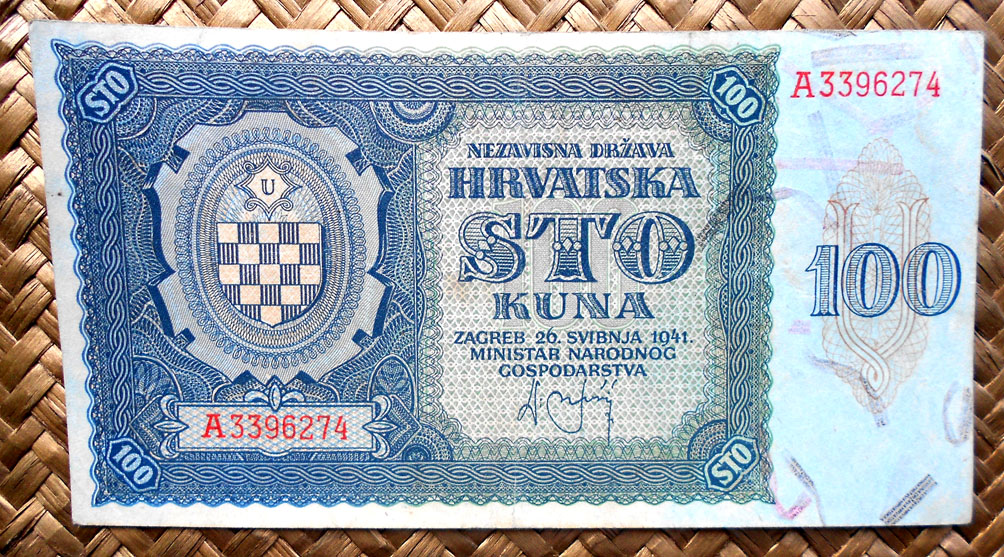 STO
100
A3396274
U
NEZAVISNA DRŽAVA
HRVATSKA
STO
KUNA
ZAGREB 26. SVIBNJA 1941.
MINISTAR NARODNOG
GOSPODARSTVA
100
A3396274
100
STO